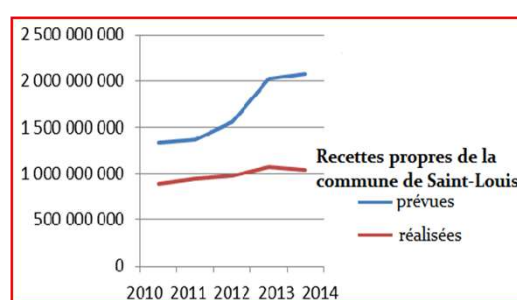 2 500 000 000
2 000 000 000
1 500 000 000
1 000 000 000
500 000 000
0
2010 2011 2012 2013 2014
Recettes propres de la
commune de Saint-Louis
prévues
réalisées